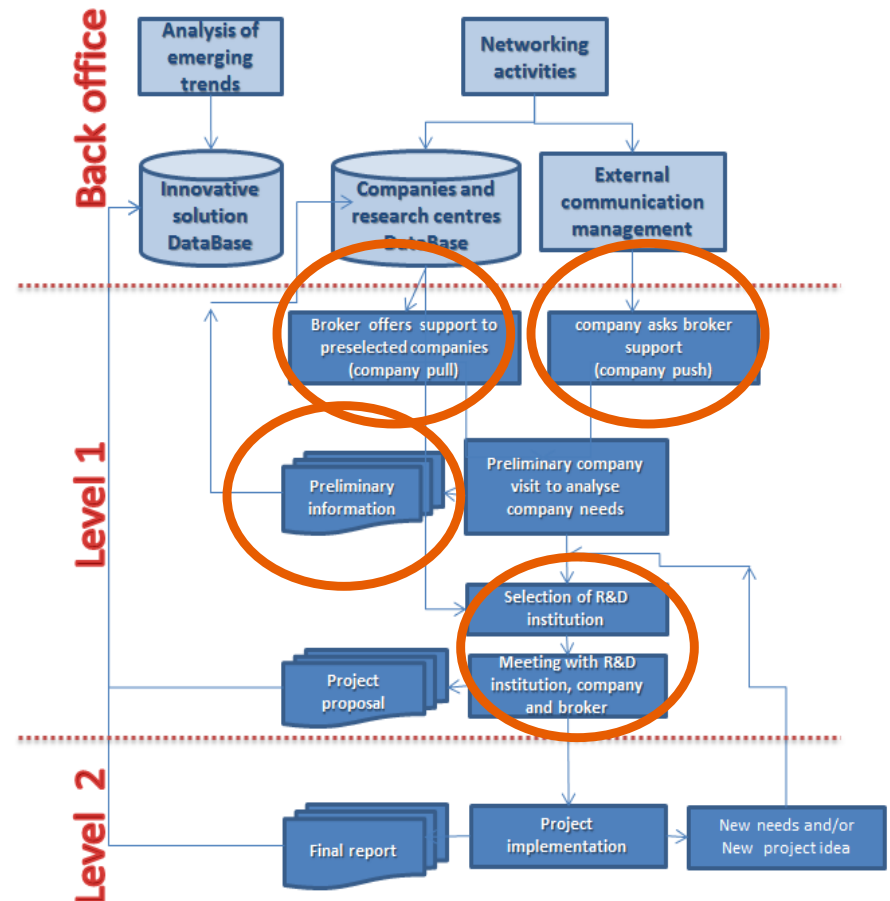 Back office
Analysis of
emerging
trends
Networking
activities
Innovative
solution
DataBase
Companies and
research centres
DataBase
External
communication
management
Level 1
Broker offers support to
preselected companies
(company pull)
company asks broker
support
(company push)
Preliminary
information
Preliminary company
visit to analyse
company needs
Selection of R&D
institution
Project
proposal
Meeting with R&D
institution, company
and broker
Level 2
Final report
Project
implementation
New needs and/or
New project idea